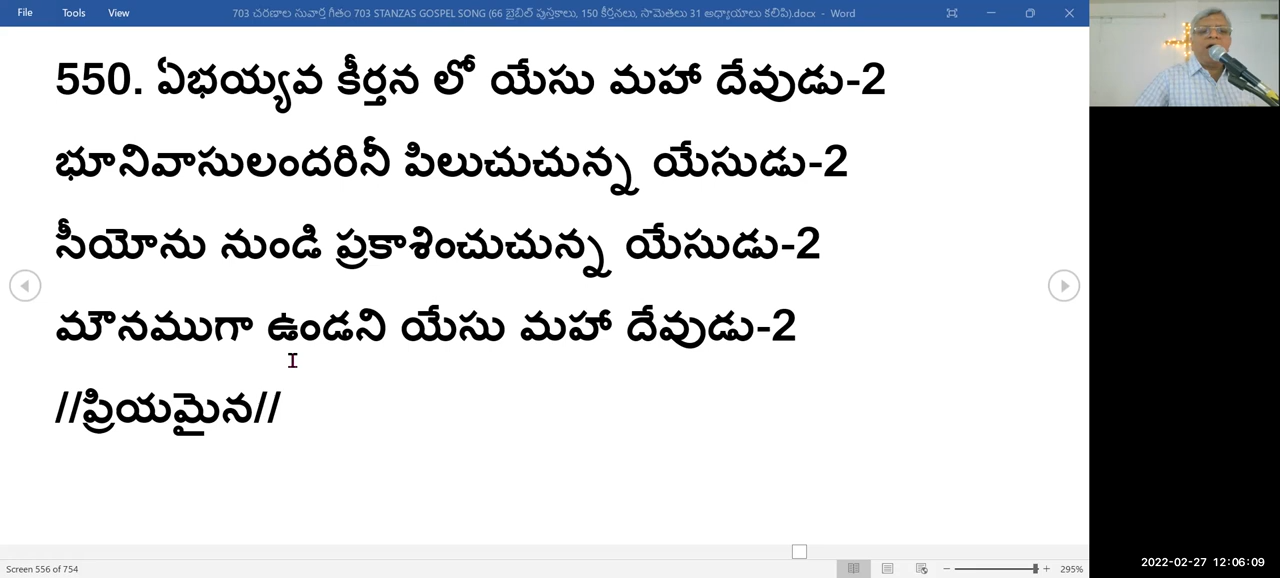 File Tools View 703 చరణాల సువార్త గీతం 703 STANZAS GOSPEL SONG (66 బైబిల్ పుస్తకాలు, 150 కీర్తనలు, సామెతలు 31 అధ్యాయాలు కలిపి).docx - Word
550. ఏభయ్యవ కీర్తన లో యేసు మహా దేవుడు-2
భూనివాసులందరినీ పిలుచుచున్న యేసుడు-2
సీయోను నుండి ప్రకాశించుచున్న యేసుడు-2
మౌనముగా ఉండని యేసు మహా దేవుడు-2
//ప్రియమైన//
Screen 556 of 754
295%
2022-02-27 12:06:09